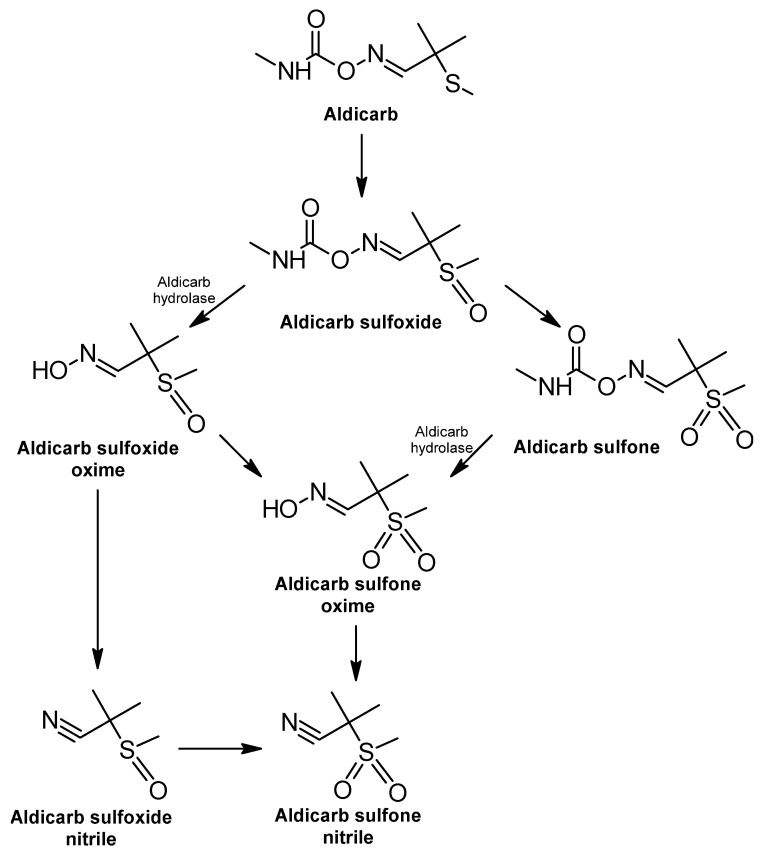 O
N
NH
O
S
Aldicarb
O
N
NH
O
S
O
Aldicarb sulfoxide
Aldicarb
hydrolase
N
HO
S
O
Aldicarb sulfoxide
oxime
O
N
NH
O
S
O
O
Aldicarb sulfone
Aldicarb
hydrolase
N
HO
S
O
O
Aldicarb sulfone
oxime
N
S
O
Aldicarb sulfoxide
nitrile
N
S
O
O
Aldicarb sulfone
nitrile